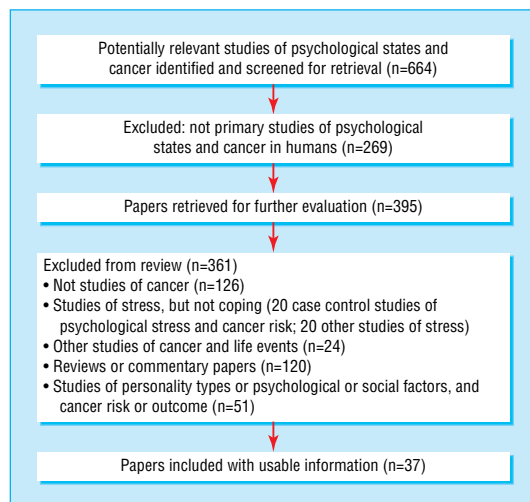 Potentially relevant studies of psychological states and
cancer identified and screened for retrieval (n=664)
Excluded: not primary studies of psychological
states and cancer in humans (n=269)
Papers retrieved for further evaluation (n=395)
Excluded from review (n=361)
• Not studies of cancer (n=126)
• Studies of stress, but not coping (20 case control studies of
psychological stress and cancer risk; 20 other studies of stress)
• Other studies of cancer and life events (n=24)
• Reviews or commentary papers (n=120)
• Studies of personality types or psychological or social factors, and
cancer risk or outcome (n=51)
Papers included with usable information (n=37)